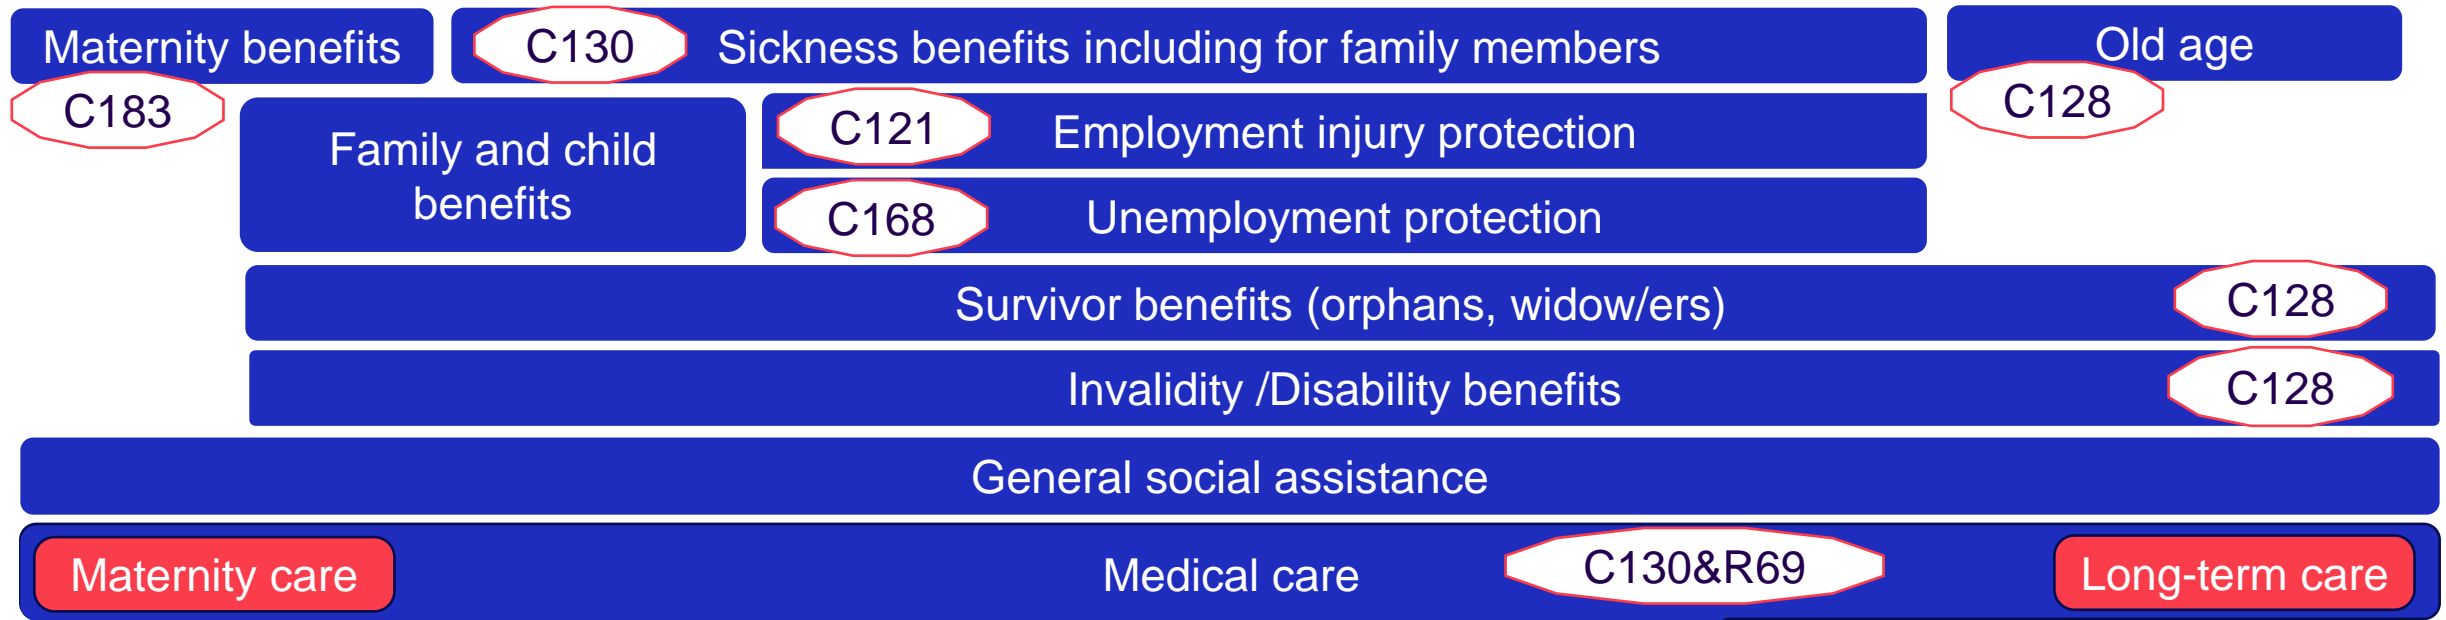 Maternity benefits
C130 Sickness benefits including for family members
Old age
C183
C128
Family and child
benefits
C121 Employment injury protection
C168 Unemployment protection
Survivor benefits (orphans, widow/ers) C128
Invalidity /Disability benefits C128
General social assistance
Maternity care Medical care C130&R69 Long-term care